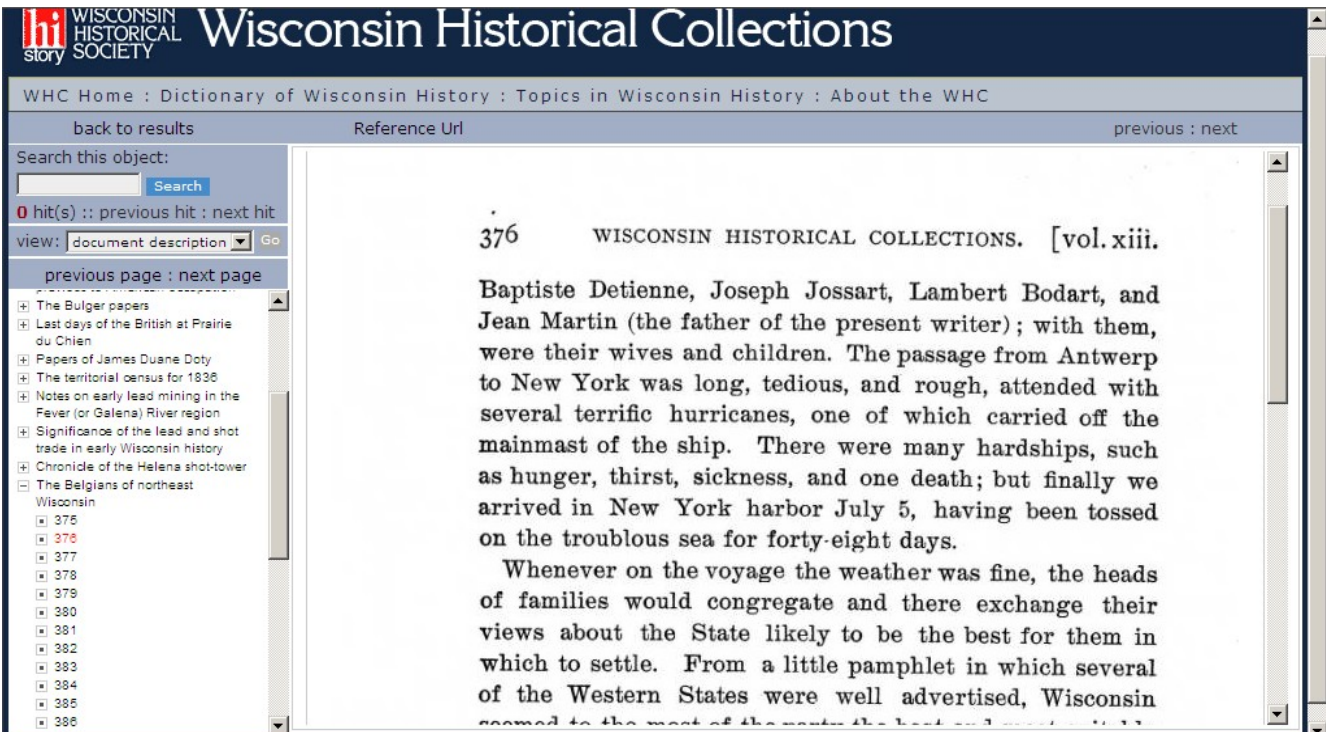 hi
story
WISCONSIN
HISTORICAL
SOCIETY
Wisconsin Historical Collections
WHC Home : Dictionary of Wisconsin History : Topics in Wisconsin History : About the WHC
back to results
Reference Url
previous : next
Search this object:
Search
0 hit(s) :: previous hit : next hit
view: document description Go
previous page : next page
The Bulger papers
Last days of the British at Prairie
du Chien
Papers of James Duane Doty
The territorial census for 1836
Notes on early lead mining in the
Fever (or Galena) River region
Significance of the lead and shot
trade in early Wisconsin history
Chronicle of the Helena shot-tower
The Belgians of northeast
Wisconsin
375
376
377
378
379
380
381
382
383
384
385
386
376 WISCONSIN HISTORICAL COLLECTIONS. [vol. xiii.
Baptiste Detienne, Joseph Jossart, Lambert Bodart, and
Jean Martin (the father of the present writer); with them,
were their wives and children. The passage from Antwerp
to New York was long, tedious, and rough, attended with
several terrific hurricanes, one of which carried off the
mainmast of the ship. There were many hardships, such
as hunger, thirst, sickness, and one death; but finally we
arrived in New York harbor July 5, having been tossed
on the troublous sea for forty-eight days.
Whenever on the voyage the weather was fine, the heads
of families would congregate and there exchange their
views about the State likely to be the best for them in
which to settle. From a little pamphlet in which several
of the Western States were well advertised, Wisconsin